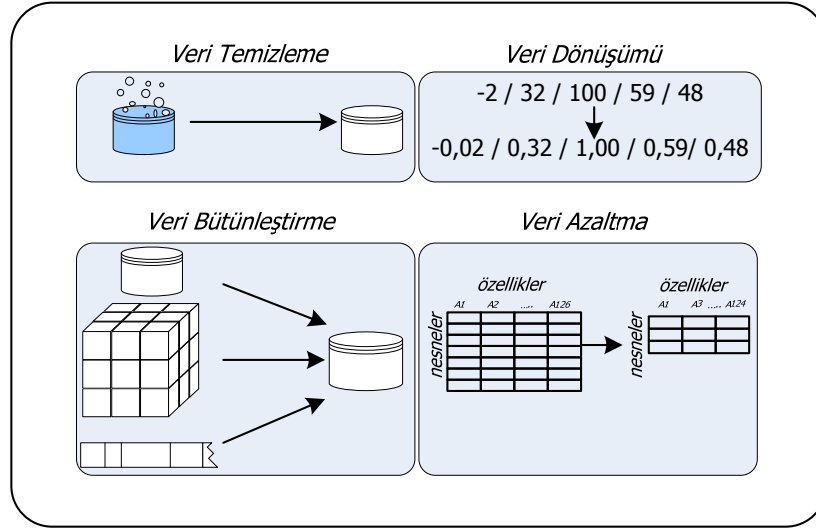 Veri Temizleme
Veri Dönüşümü
-2 / 32 / 100 / 59 / 48
-0,02 / 0,32 / 1,00 / 0,59/ 0,48
Veri Bütünleştirme
Veri Azaltma
özellikler
A1 A2 ..... A126
nesneler
özellikler
A1 A3 ..... A124
nesneler